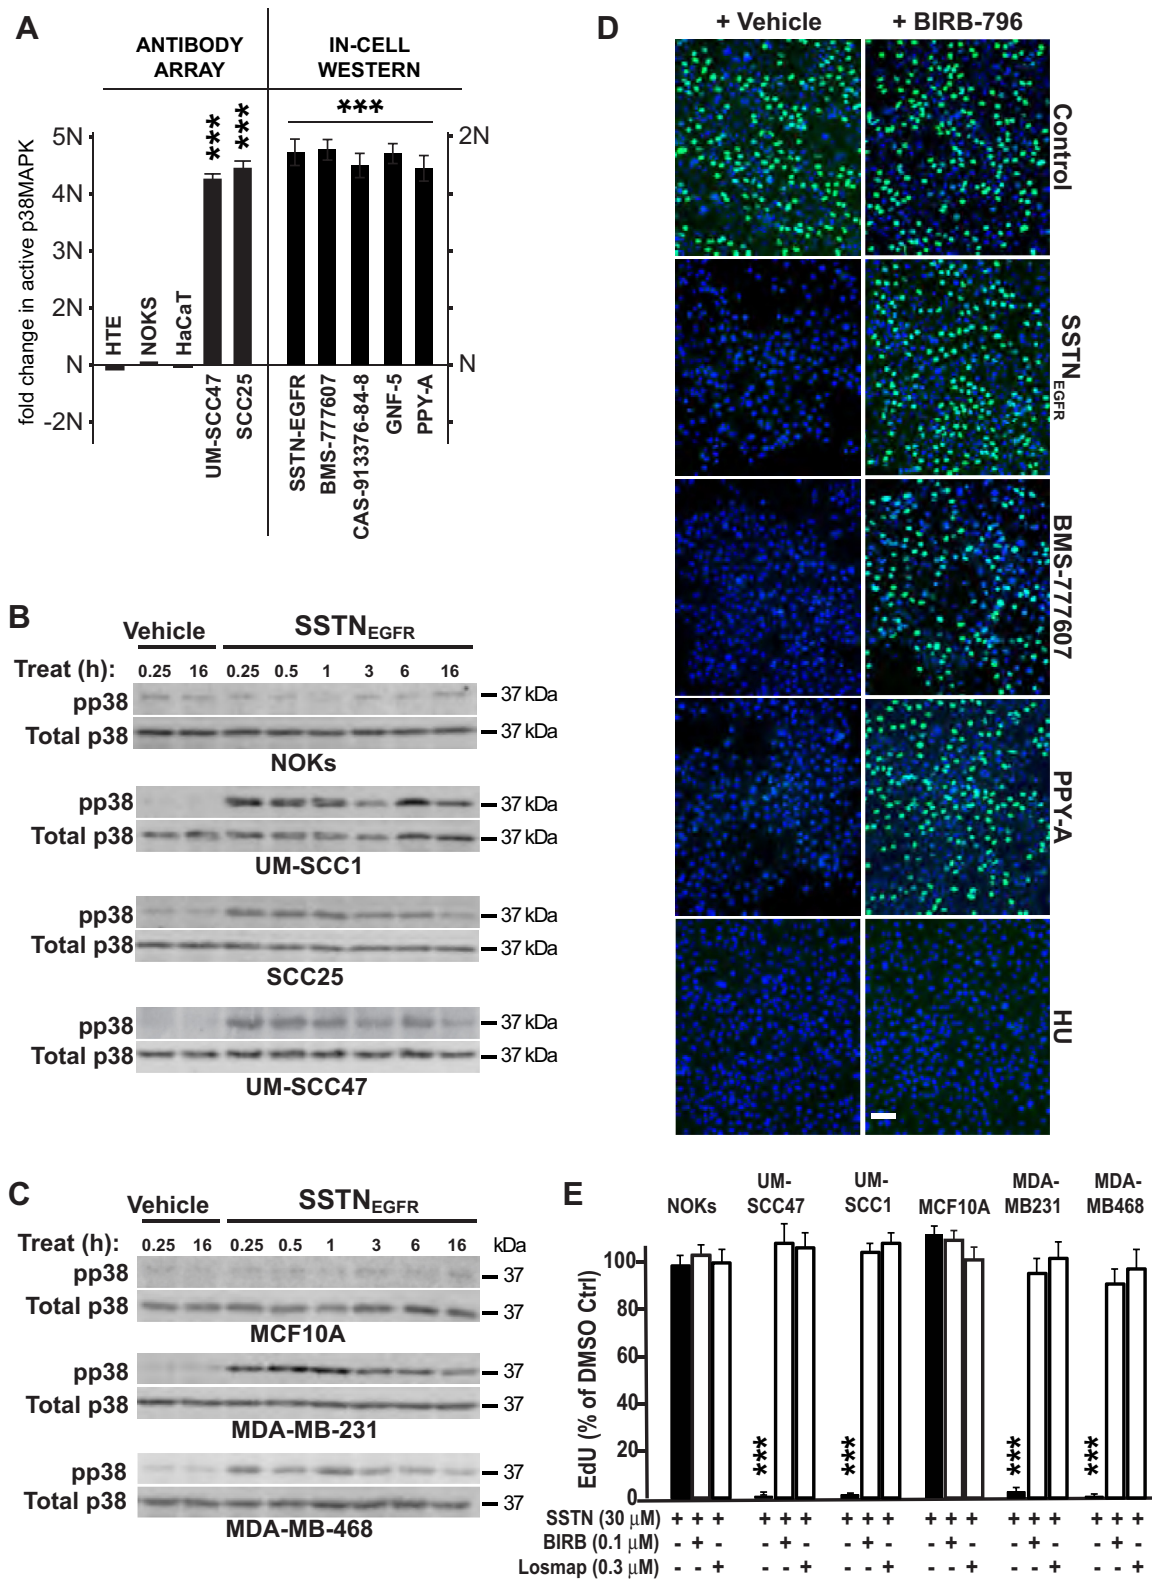 A
ANTIBODY ARRAY
IN-CELL WESTERN
fold change in active p38MAPK
5N
4N
3N
2N
N
-2N
2N
N
HTE
NOKS
HaCaT
UM-SCC47
SCC25
***
***
***
SSTN-EGFR
BMS-777607
CAS-913376-84-8
GNF-5
PPY-A
B
Vehicle SSTNEGFR
Treat (h): 0.25 16 0.25 0.5 1 3 6 16
pp38 37 kDa
Total p38 37 kDa
NOKs
pp38 37 kDa
Total p38 37 kDa
UM-SCC1
pp38 37 kDa
Total p38 37 kDa
SCC25
pp38 37 kDa
Total p38 37 kDa
UM-SCC47
C
Vehicle SSTNEGFR
Treat (h): 0.25 16 0.25 0.5 1 3 6 16 kDa
pp38 37
Total p38 37
MCF10A
pp38 37
Total p38 37
MDA-MB-231
pp38 37
Total p38 37
MDA-MB-468
D
+ Vehicle + BIRB-796
Control
SSTNEGFR
BMS-777607
PPY-A
HU
E
NOKs
UM-SCC47
UM-SCC1
MCF10A
MDA-MB231
MDA-MB468
EdU (% of DMSO Ctrl)
100
80
60
40
20
0
***
***
***
***
SSTN (30 µM) + + + + + + + + + + + + + + + + + +
BIRB (0.1 µM) - + - - + - - + - - + - - + - - + -
Losmap (0.3 µM) - - + - - + - - + - - + - - + - - +